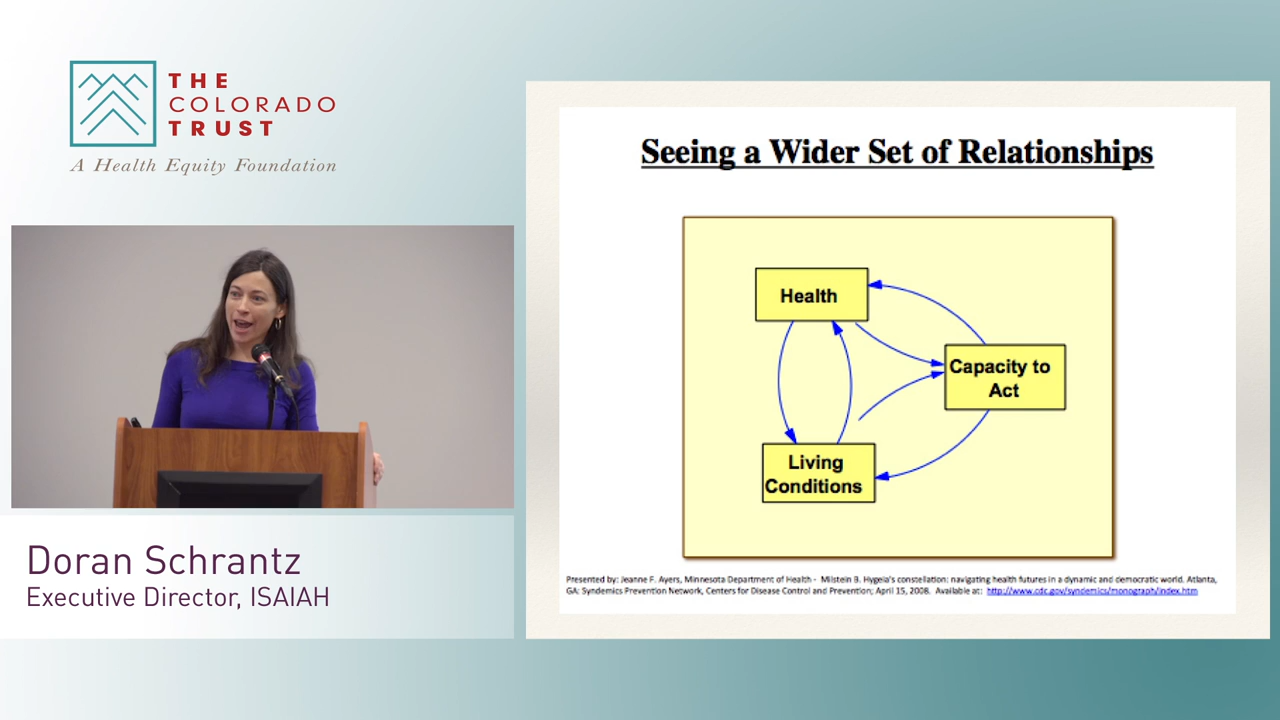 THE
COLORADO
TRUST
A Health Equity Foundation
Doran Schrantz
Executive Director, ISAIAH
Seeing a Wider Set of Relationships
Health
Capacity to
Act
Living
Conditions
Presented by: Jeanne F. Ayers, Minnesota Department of Health - Milstein B. Hygeia's constellation: navigating health futures in a dynamic and democratic world. Atlanta,
GA: Syndemics Prevention Network, Centers for Disease Control and Prevention; April 15, 2008. Available at: http://www.cdc.gov/syndemics/monograph/index.htm